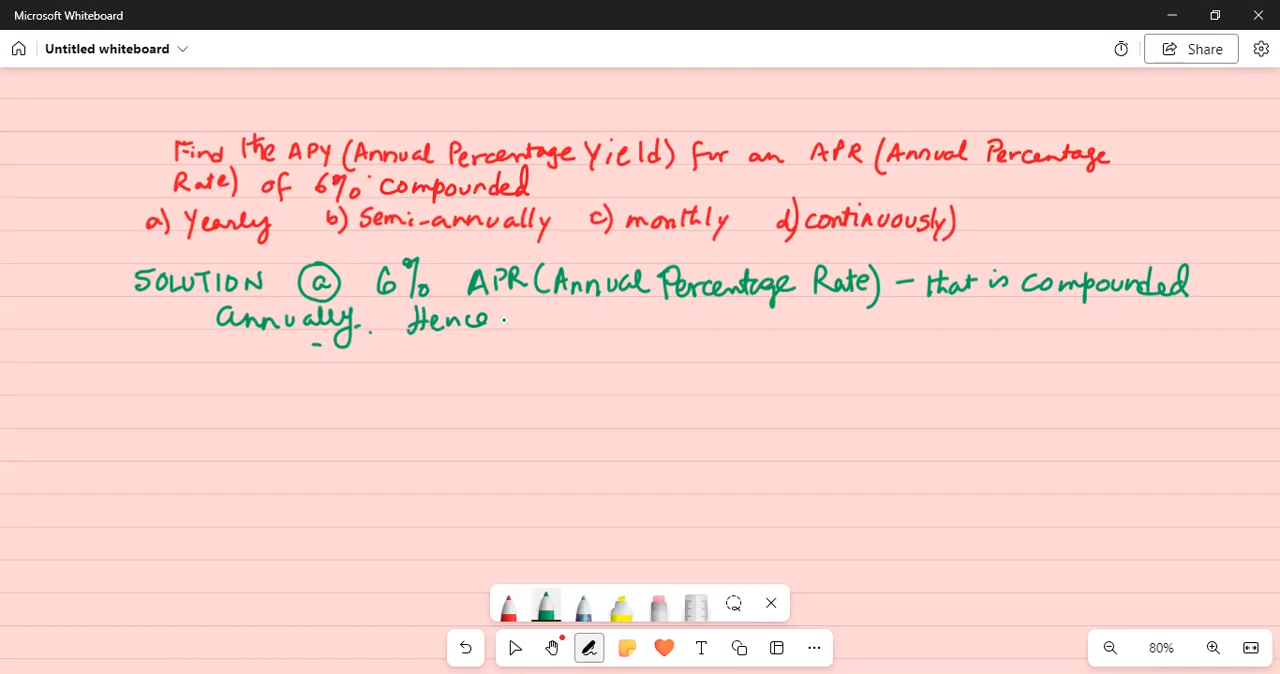 Microsoft Whiteboard
Untitled whiteboard
Share
Find the APY (Annual Percentage Yield) for an APR (Annual Percentage
Rate) of 6% compounded
a) Yearly b) Semi-annually c) monthly d) continuously)
SOLUTION @ 6% APR (Annual Percentage Rate) - that is compounded
Annually. Hence
T
80%